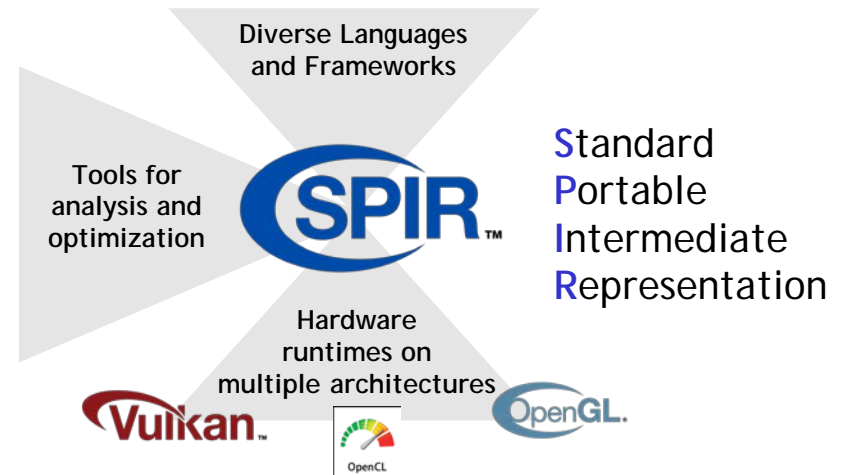 Diverse Languages
and Frameworks
Tools for
analysis and
optimization
SPIR™
Standard
Portable
Intermediate
Representation
Hardware
runtimes on
multiple architectures
Vulkan™
OpenCL
OpenGL.